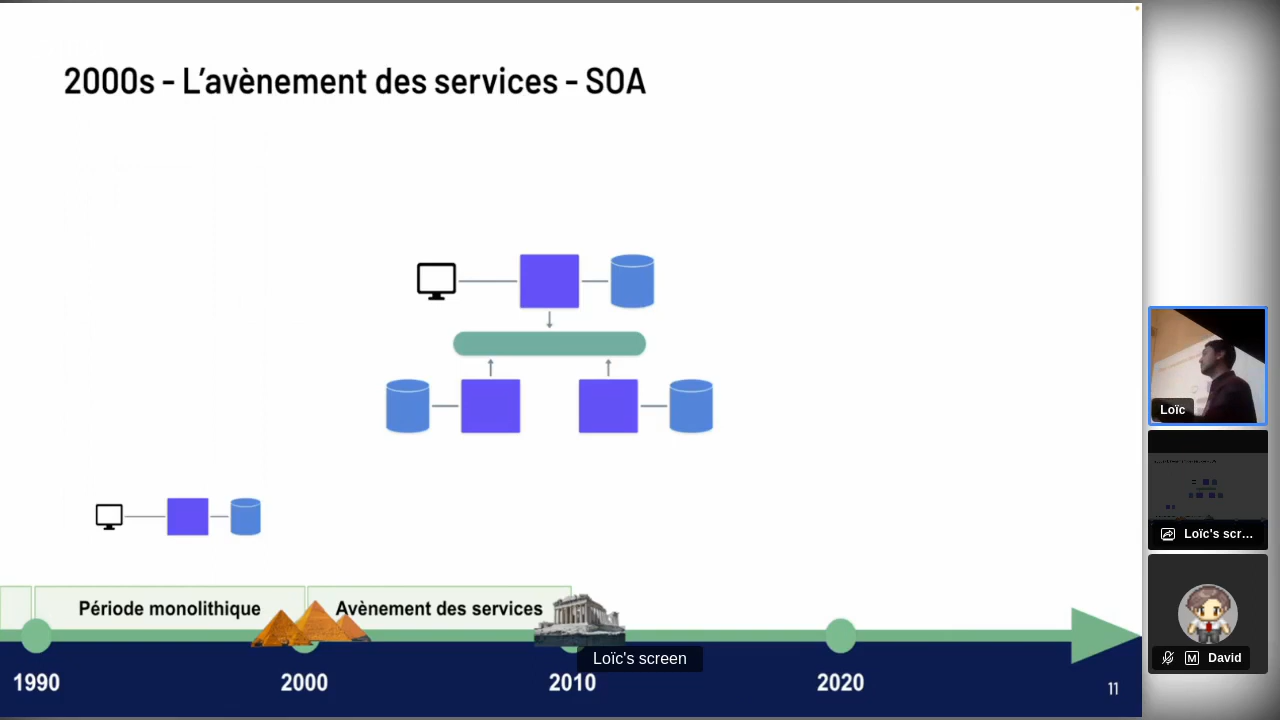 2000s - L'avènement des services - SOA
Période monolithique
Avènement des services
1990
2000
2010
2020
11
Loïc's screen
Loïc
Loïc's scr...
M
David